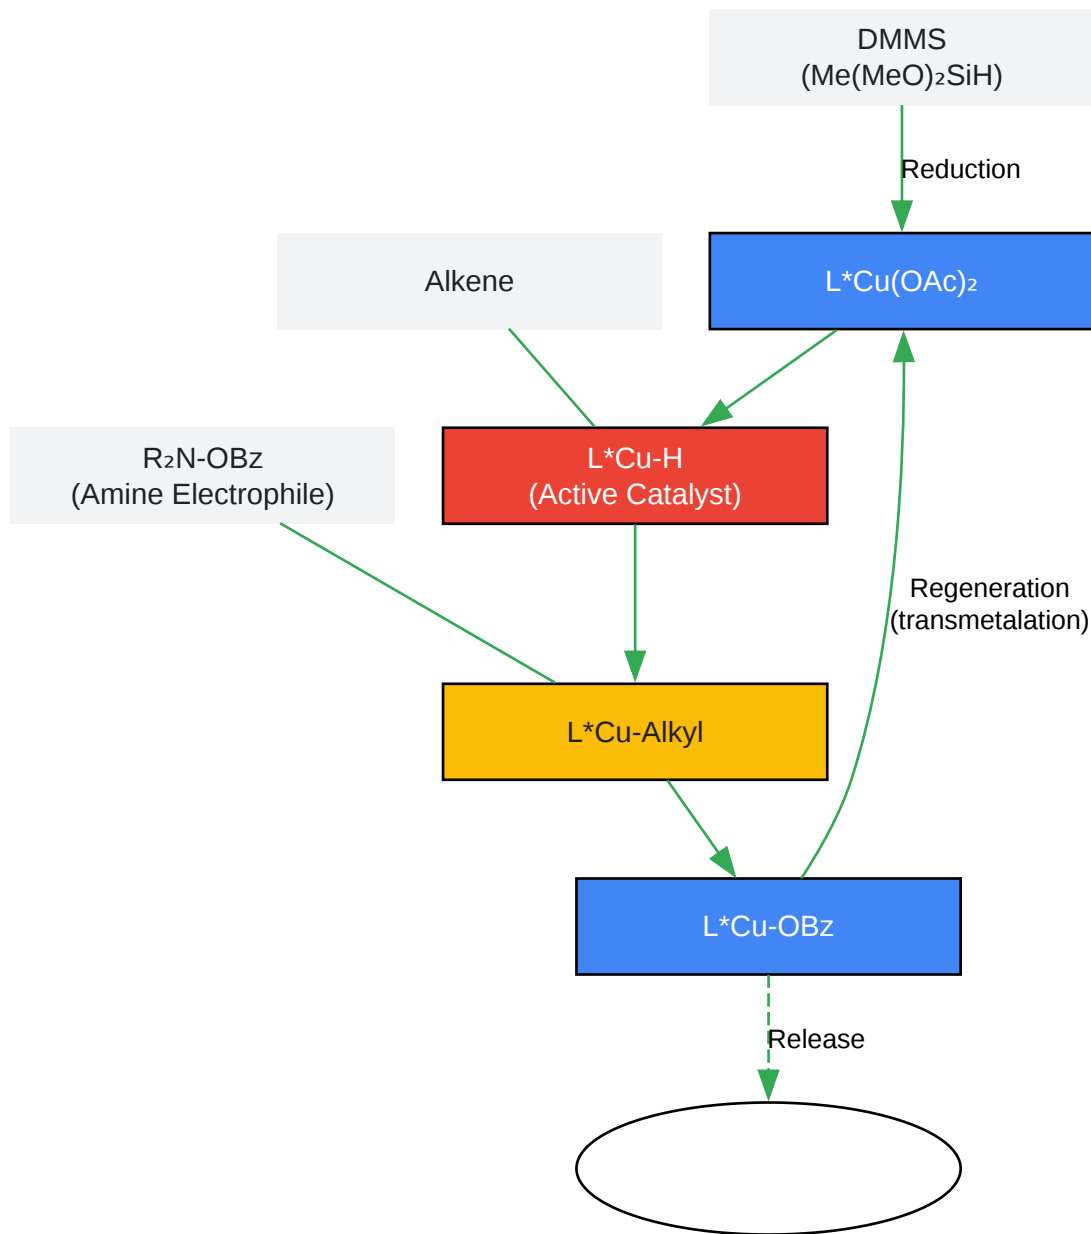 DMMS
(Me(MeO)₂SiH)
Reduction
Alkene
L*Cu(OAc)₂
R₂N-OBz
(Amine Electrophile)
L*Cu-H
(Active Catalyst)
Regeneration
(transmetalation)
L*Cu-Alkyl
L*Cu-OBz
Release